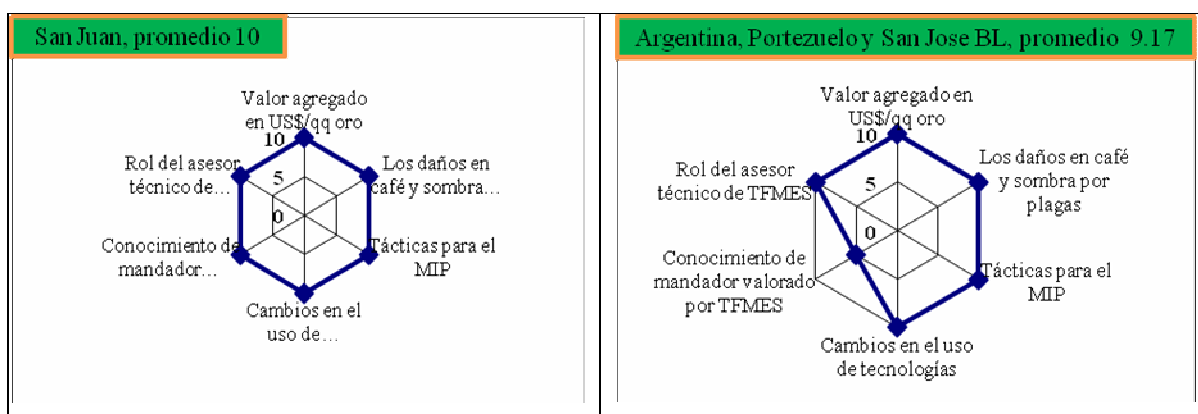 San Juan, promedio 10
Valor agregado
en US$/qq oro
10
Rol del asesor
técnico de...
Los daños en
café y sombra...
5
0
Conocimiento de
mandador...
Tácticas para el
MIP
Cambios en el
uso de...
Argentina, Portezuelo y San Jose BL, promedio 9.17
Valor agregado en
US$/qq oro
10
Rol del asesor
técnico de TFMES
Los daños en café
y sombra por
plagas
5
0
Conocimiento de
mandador valorado
por TFMES
Tácticas para el
MIP
Cambios en el uso
de tecnologías